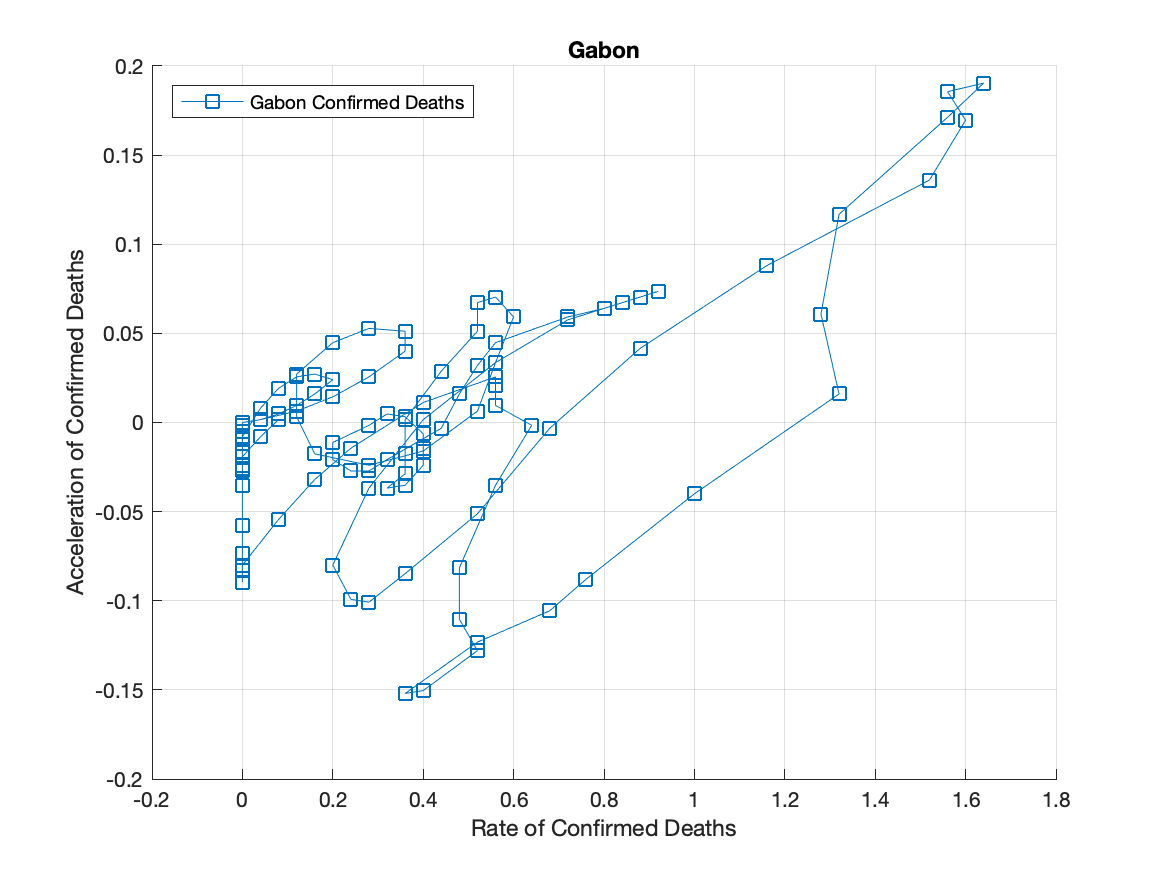 Gabon
Gabon Confirmed Deaths
0.2
0.15
0.1
0.05
0
-0.05
-0.1
-0.15
-0.2
Acceleration of Confirmed Deaths
-0.2 0 0.2 0.4 0.6 0.8 1 1.2 1.4 1.6 1.8
Rate of Confirmed Deaths